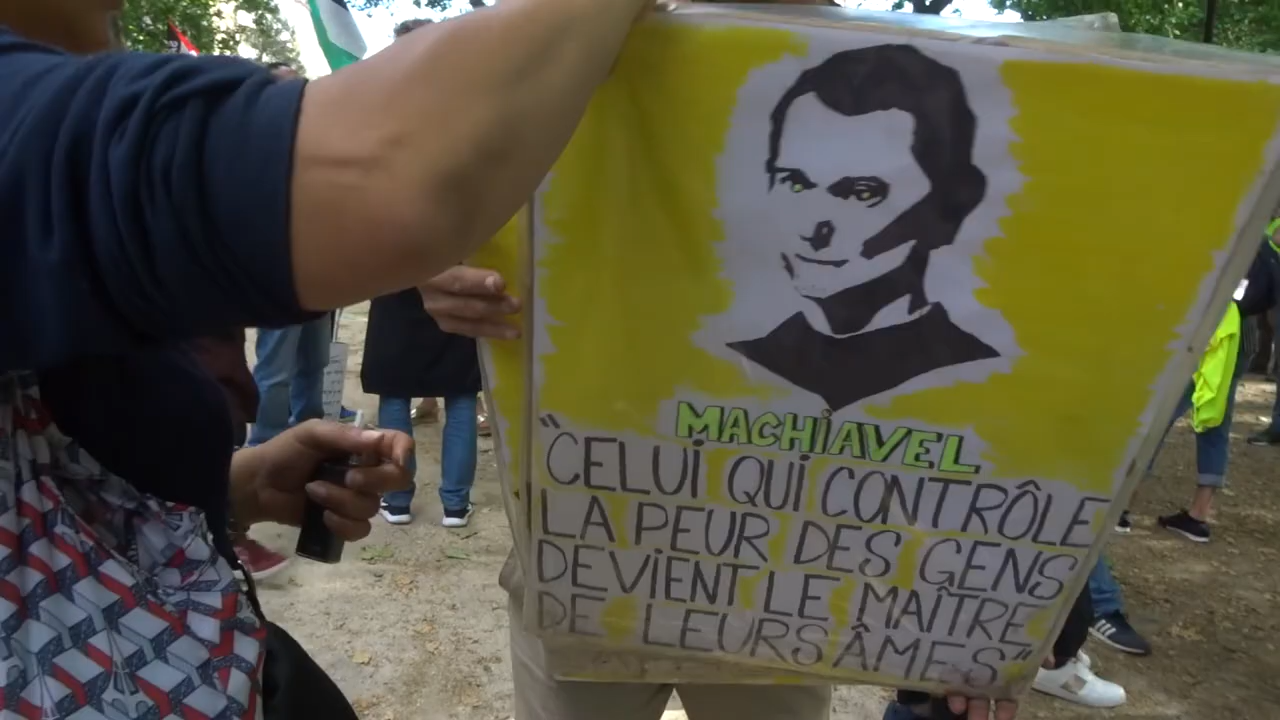 MACHiAVEL
"CELUi QUi CONTRÔLE
LA PEUR DES GENS
DEViENT LE MAÎTRE
DE LEURS ÂMES"